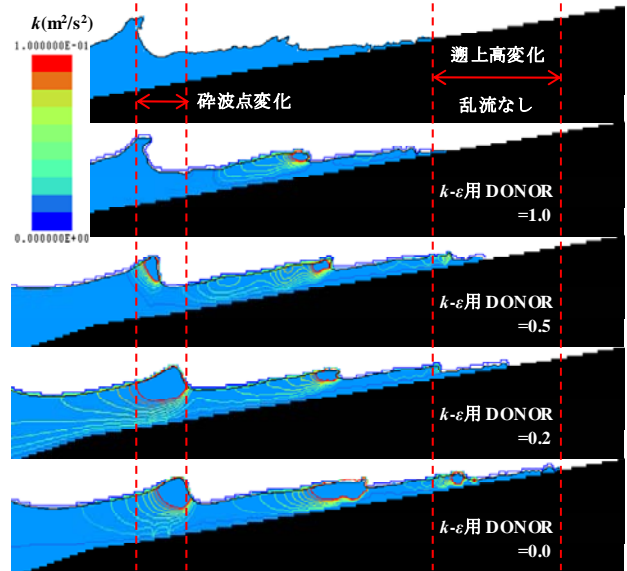 k(m²/s²)
1.000000E-01
0.000000E+00
砕波点変化
遡上高変化
乱流なし
k-ε用 DONOR
=1.0
k-ε用 DONOR
=0.5
k-ε用 DONOR
=0.2
k-ε用 DONOR
=0.0